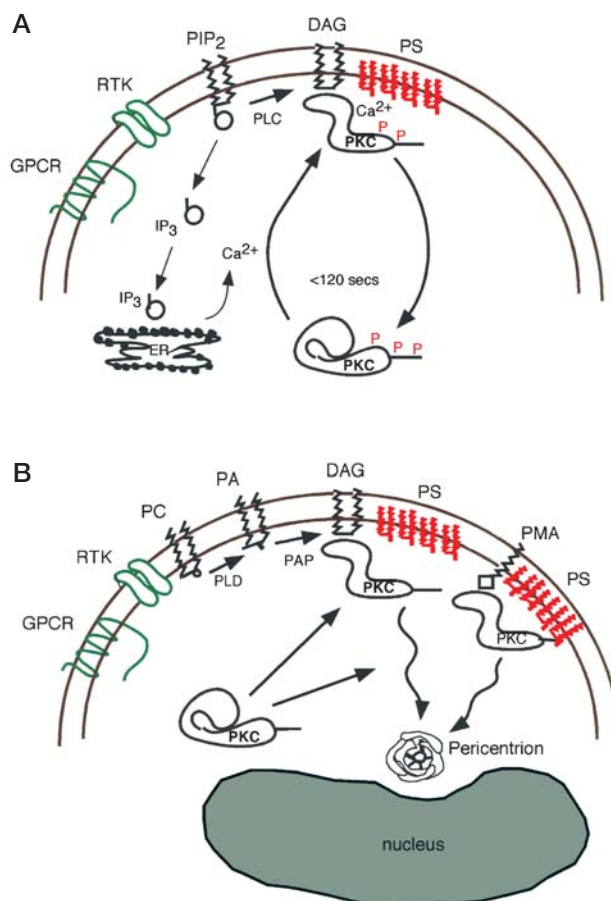 A
DAG
PIP2
PS
RTK
PLC
Ca2+
P
P
PKC
GPCR
IP3
Ca2+
<120 secs
IP3
ER
P P P
PKC
B
DAG
PA
PS
PC
PMA
RTK
PLD
PAP
PS
PKC
GPCR
PKC
PKC
Pericentrion
nucleus